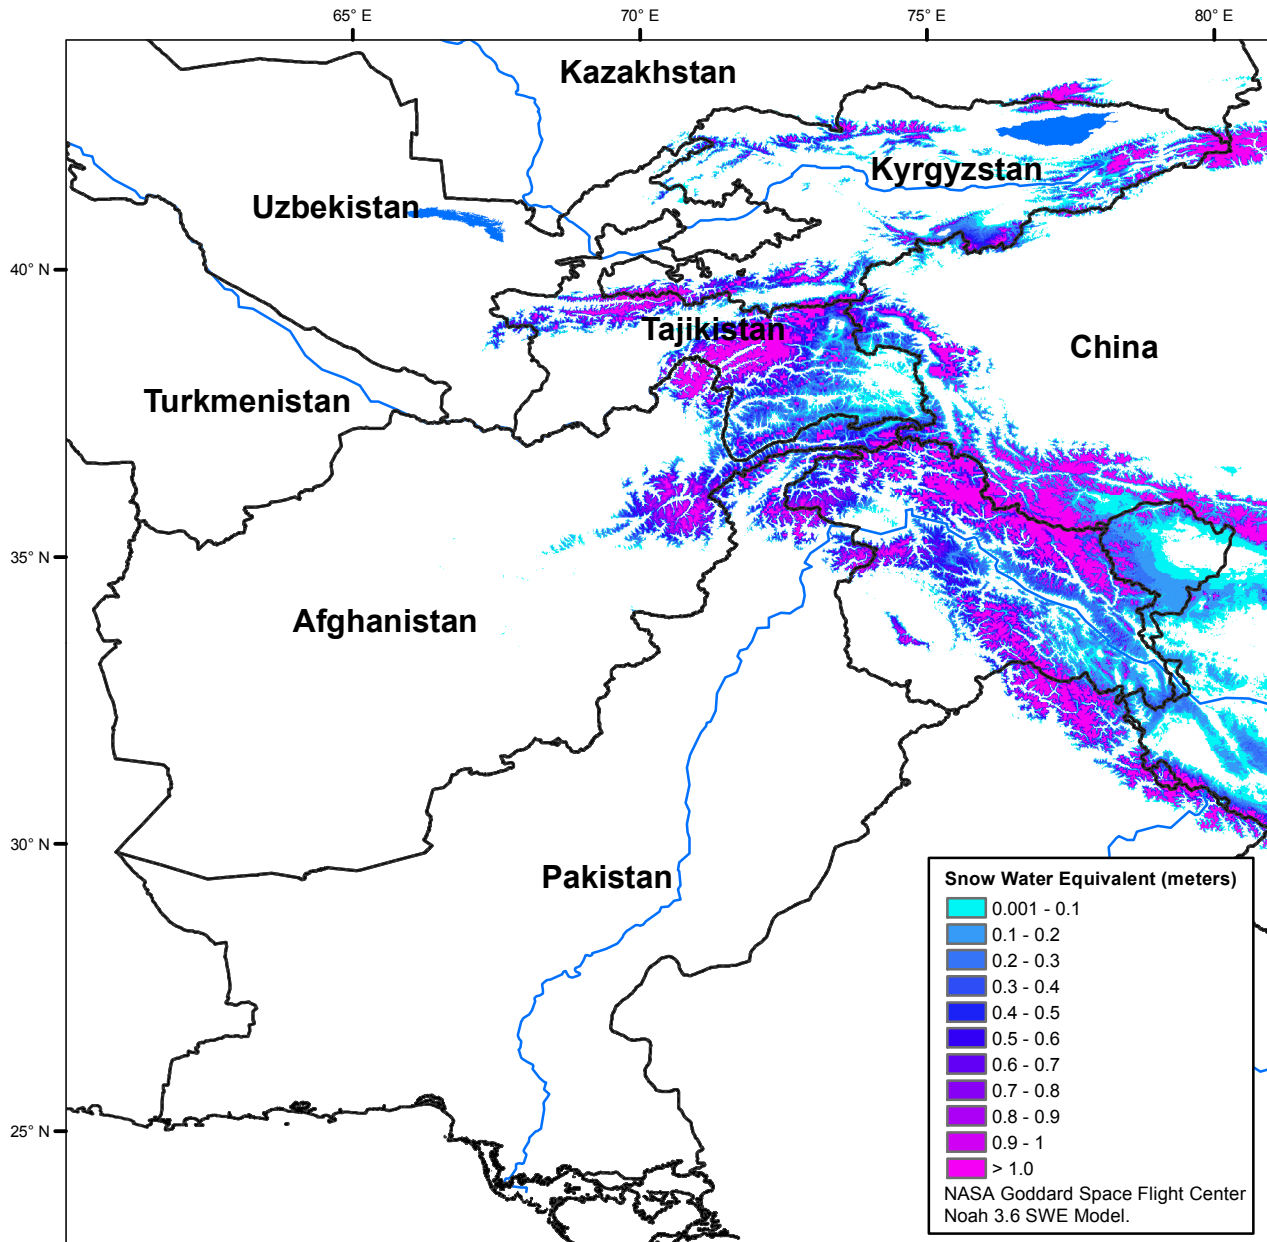 65° E
70° E
75° E
80° E
Kazakhstan
Kyrgyzstan
Uzbekistan
40° N
Tajikistan
China
Turkmenistan
35° N
Afghanistan
30° N
Pakistan
25° N
Snow Water Equivalent (meters)
0.001 - 0.1
0.1 - 0.2
0.2 - 0.3
0.3 - 0.4
0.4 - 0.5
0.5 - 0.6
0.6 - 0.7
0.7 - 0.8
0.8 - 0.9
0.9 - 1
> 1.0
NASA Goddard Space Flight Center
Noah 3.6 SWE Model.